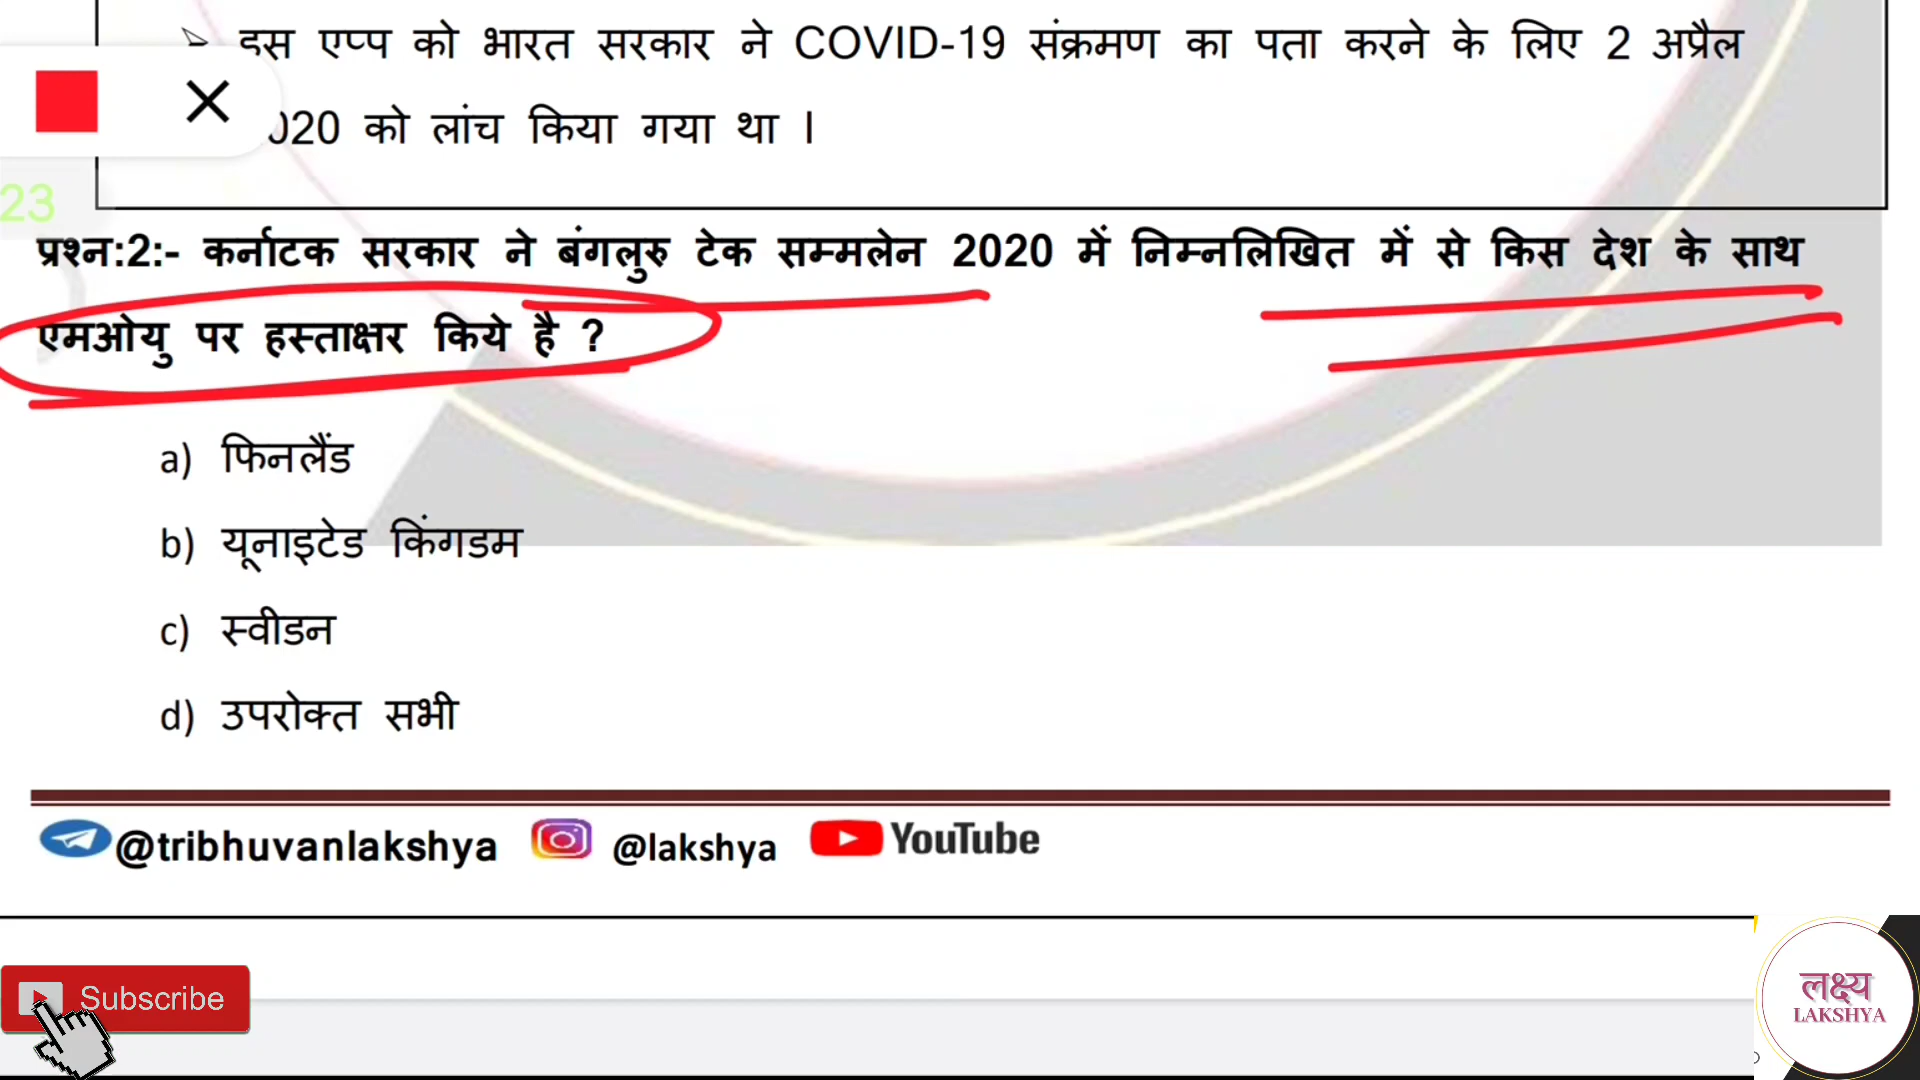 इस एप्प को भारत सरकार ने COVID-19 संक्रमण का पता करने के लिए 2 अप्रैल
020 को लांच किया गया था I
23
प्रश्न:2:- कर्नाटक सरकार ने बंगलुरु टेक सम्मलेन 2020 में निम्नलिखित में से किस देश के साथ
एमओयु पर हस्ताक्षर किये है ?
a) फिनलैंड
b) यूनाइटेड किंगडम
c) स्वीडन
d) उपरोक्त सभी
@tribhuvanlakshya @lakshya YouTube
Subscribe
लक्ष्य
LAKSHYA